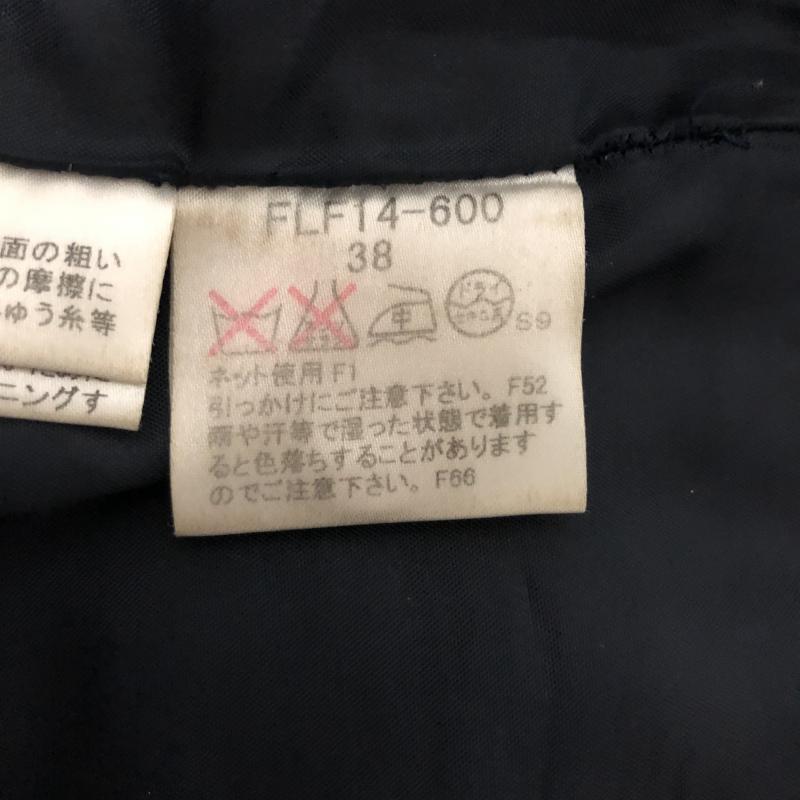 面の粗い
の摩擦に
ゅう糸等
ニングす
FLF14-600
38
中
ドライ
S9
ネット使用 F1
引っかけにご注意下さい。F52
雨や汗等で湿った状態で着用す
ると色落ちすることがあります
のでご注意下さい。F66